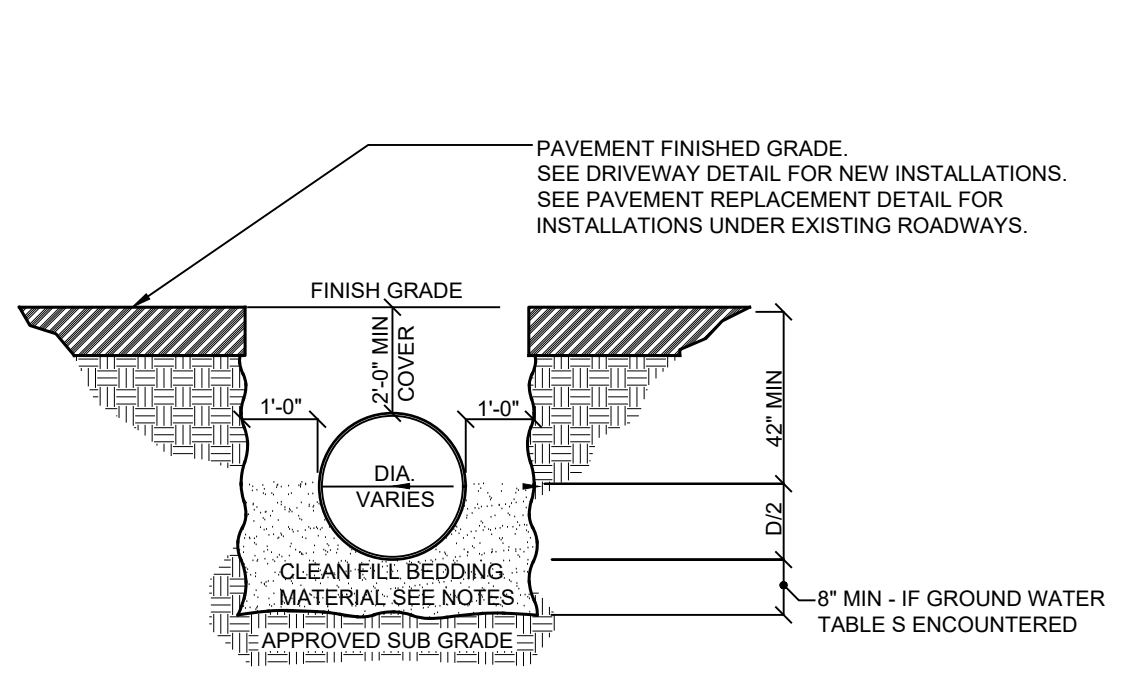 PAVEMENT FINISHED GRADE.
SEE DRIVEWAY DETAIL FOR NEW INSTALLATIONS.
SEE PAVEMENT REPLACEMENT DETAIL FOR
INSTALLATIONS UNDER EXISTING ROADWAYS.
FINISH GRADE
2'-0" MIN
COVER
1'-0"
1'-0"
42" MIN
DIA.
VARIES
D/2
CLEAN FILL BEDDING
MATERIAL SEE NOTES
8" MIN - IF GROUND WATER
TABLE S ENCOUNTERED
APPROVED SUB GRADE